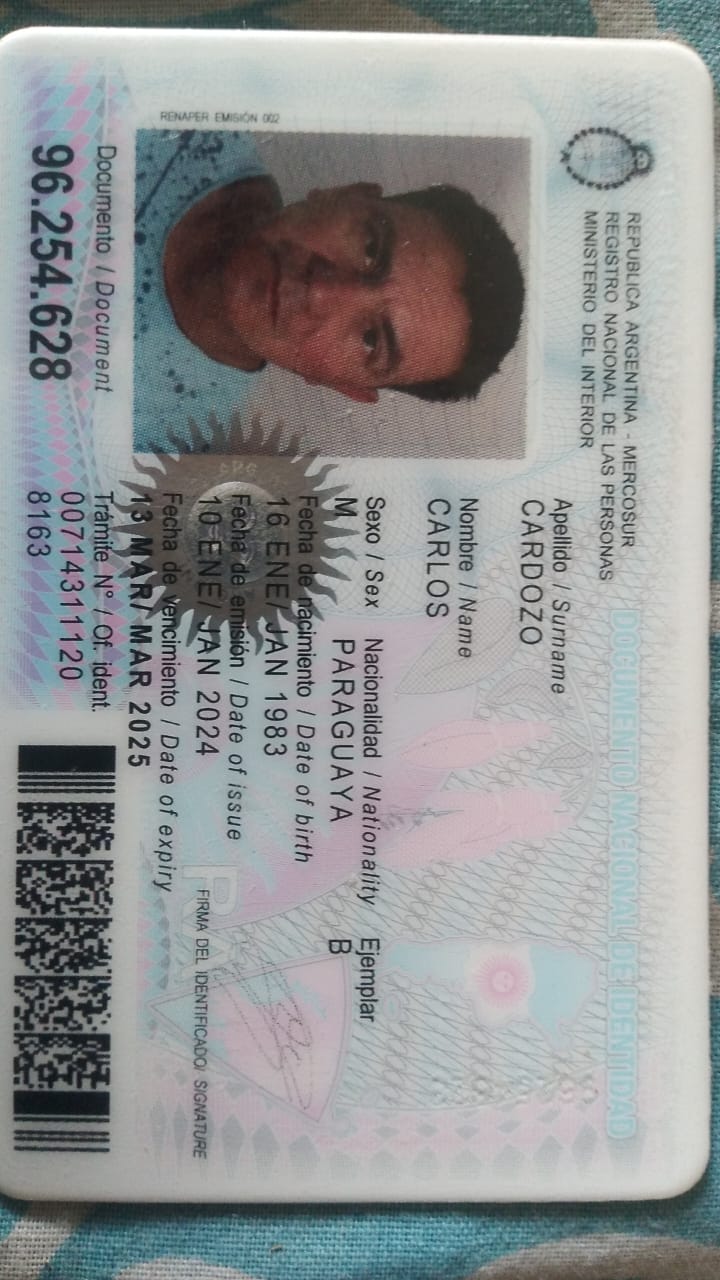 REPUBLICA ARGENTINA - MERCOSUR
REGISTRO NACIONAL DE LAS PERSONAS
MINISTERIO DEL INTERIOR
DOCUMENTO NACIONAL DE IDENTIDAD
RENAPER EMISIÓN 002
Apellido / Surname
CARDOZO
Nombre / Name
CARLOS
Sexo / Sex Nacionalidad / Nationality Ejemplar
M PARAGUAYA B
Fecha de nacimiento / Date of birth
16 ENE/ JAN 1983
Fecha de emisión / Date of issue
10 ENE/ JAN 2024
Fecha de vencimiento / Date of expiry
13 MAR/ MAR 2025
FIRMA DEL IDENTIFICADO/ SIGNATURE
Documento / Document
96.254.628
Trámite N° / Of. ident.
00714311120
8163